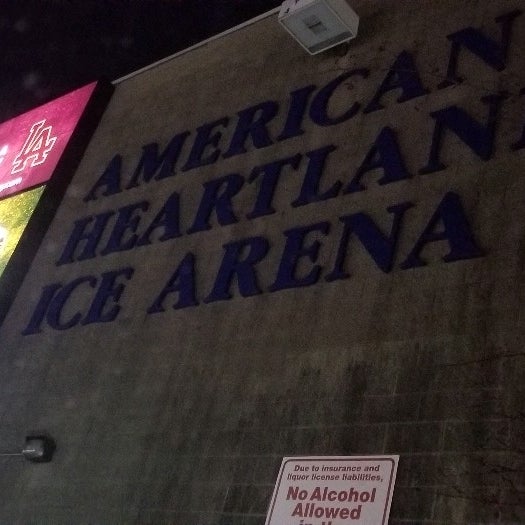 LA
AMERICAN
HEARTLAN
ICE ARENA
Due to insurance and
liquor license liabilities,
No Alcohol
Allowed